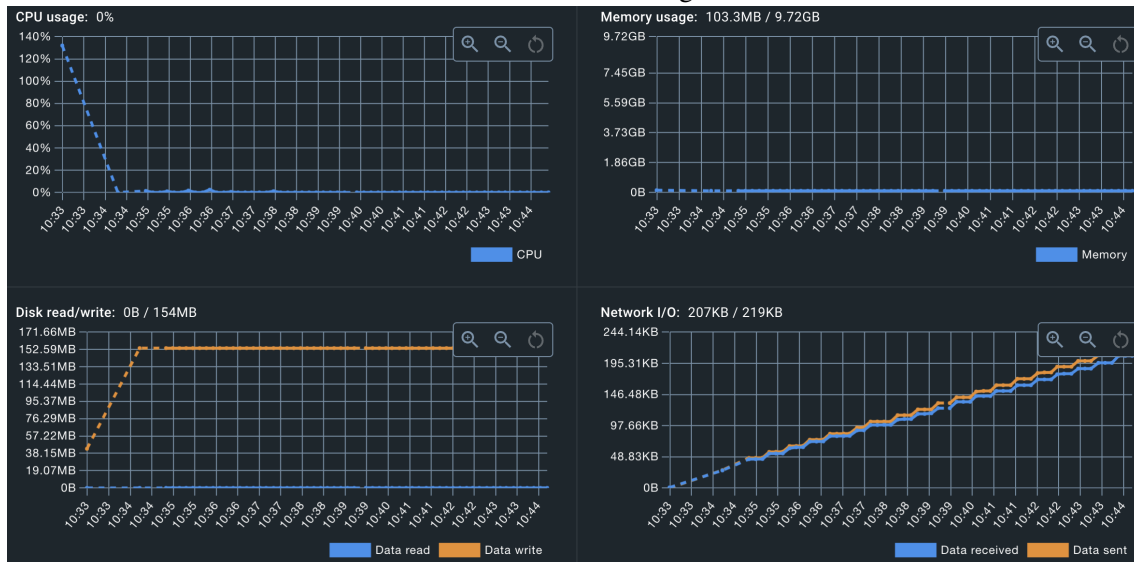 CPU usage: 0%
140%
120%
100%
80%
60%
40%
20%
0%
10:33 10:33 10:34 10:34 10:35 10:35 10:36 10:36 10:37 10:37 10:38 10:38 10:39 10:39 10:40 10:40 10:41 10:41 10:42 10:42 10:43 10:43 10:44
CPU
Memory usage: 103.3MB / 9.72GB
9.72GB
7.45GB
5.59GB
3.73GB
1.86GB
0B
10:33 10:33 10:34 10:34 10:35 10:35 10:36 10:36 10:37 10:37 10:38 10:38 10:39 10:39 10:40 10:40 10:41 10:41 10:42 10:42 10:43 10:44
Memory
Disk read/write: 0B / 154MB
171.66MB
152.59MB
133.51MB
114.44MB
95.37MB
76.29MB
57.22MB
38.15MB
19.07MB
0B
10:33 10:33 10:34 10:34 10:35 10:35 10:36 10:36 10:37 10:37 10:38 10:38 10:39 10:40 10:40 10:41 10:41 10:42 10:42 10:43 10:44
Data read Data write
Network I/O: 207KB / 219KB
244.14KB
195.31KB
146.48KB
97.66KB
48.83KB
0B
10:33 10:33 10:34 10:34 10:35 10:35 10:36 10:36 10:37 10:37 10:38 10:38 10:39 10:39 10:40 10:40 10:41 10:41 10:42 10:42 10:43 10:44
Data received Data sent